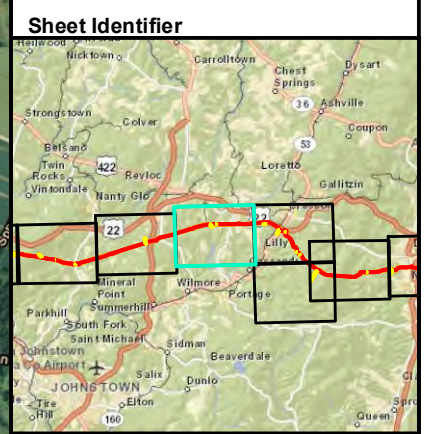 Sheet Identifier
Nicktown
Carrolltown
Dysart
Chest
Springs
36
Ashville
Strongstown
Colver
Coupon
53
Belsano
Twin
Rocks
422
Revloc
Loretto
Vintondale
Nanty Glo
Gallitzin
22
22
Lilly
Mineral
Point
Wilmore
Portage
Summerhill
Parkhill
South Fork
Saint Michael
Johnstown
Sidman
Airport
Beaverdale
Salix
Dunlo
JOHNSTOWN
Elton
Tire
Hill
160
Queen